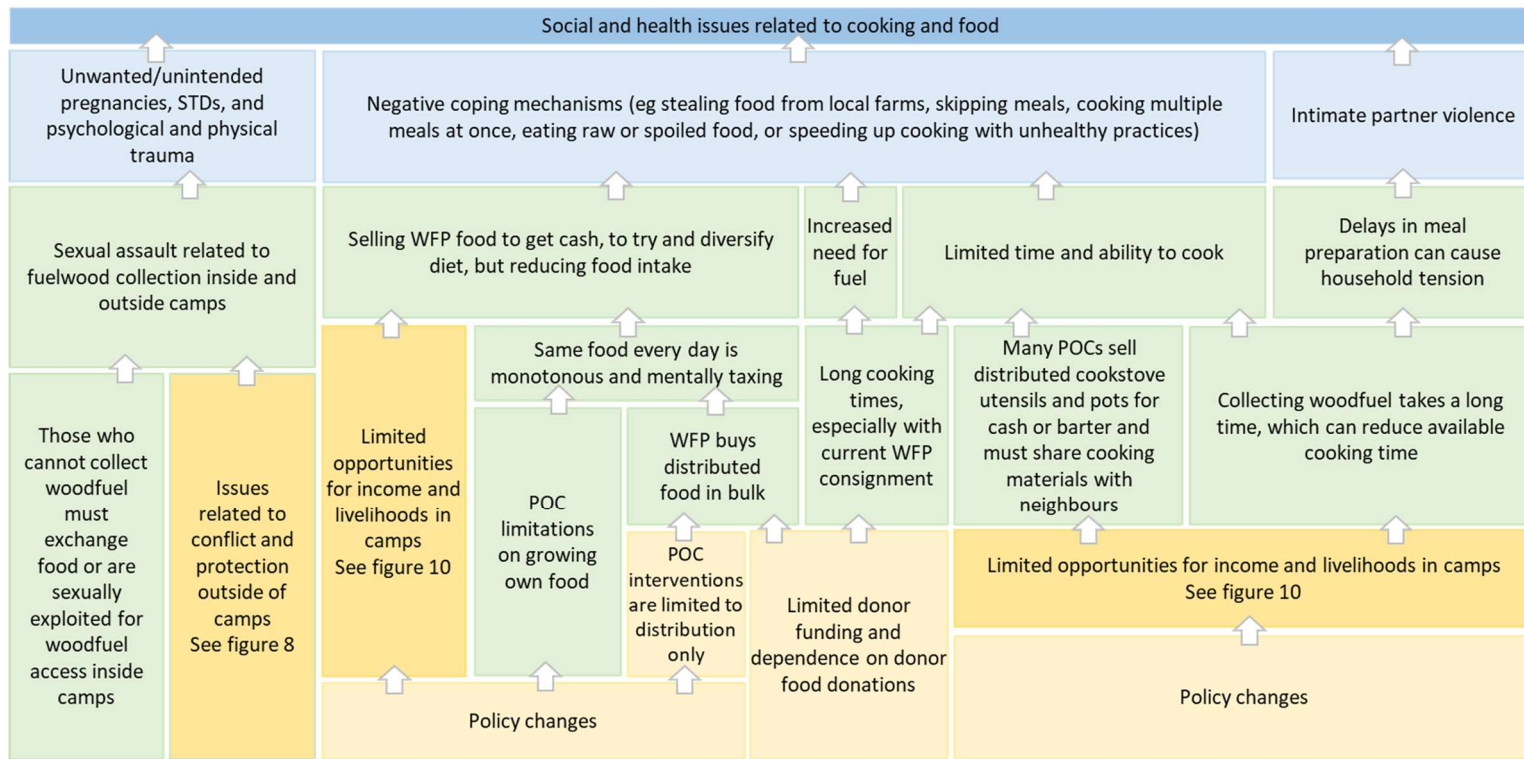 Social and health issues related to cooking and food
Unwanted/unintended
pregnancies, STDs, and
psychological and physical
trauma
Negative coping mechanisms (eg stealing food from local farms, skipping meals, cooking multiple
meals at once, eating raw or spoiled food, or speeding up cooking with unhealthy practices)
Intimate partner violence
Sexual assault related to
fuelwood collection inside and
outside camps
Selling WFP food to get cash, to try and diversify
diet, but reducing food intake
Increased
need for
fuel
Limited time and ability to cook
Delays in meal
preparation can cause
household tension
Those who
cannot collect
woodfuel
must
exchange
food or are
sexually
exploited for
woodfuel
access inside
camps
Issues
related to
conflict and
protection
outside of
camps
See figure 8
Limited
opportunities
for income and
livelihoods in
camps
See figure 10
Same food every day is
monotonous and mentally taxing
POC
limitations
on growing
own food
WFP buys
distributed
food in bulk
POC
interventions
are limited to
distribution
only
Long cooking
times,
especially with
current WFP
consignment
Many POCs sell
distributed cookstove
utensils and pots for
cash or barter and
must share cooking
materials with
neighbours
Collecting woodfuel takes a long
time, which can reduce available
cooking time
Limited donor
funding and
dependence on donor
food donations
Limited opportunities for income and livelihoods in camps
See figure 10
Policy changes
Policy changes